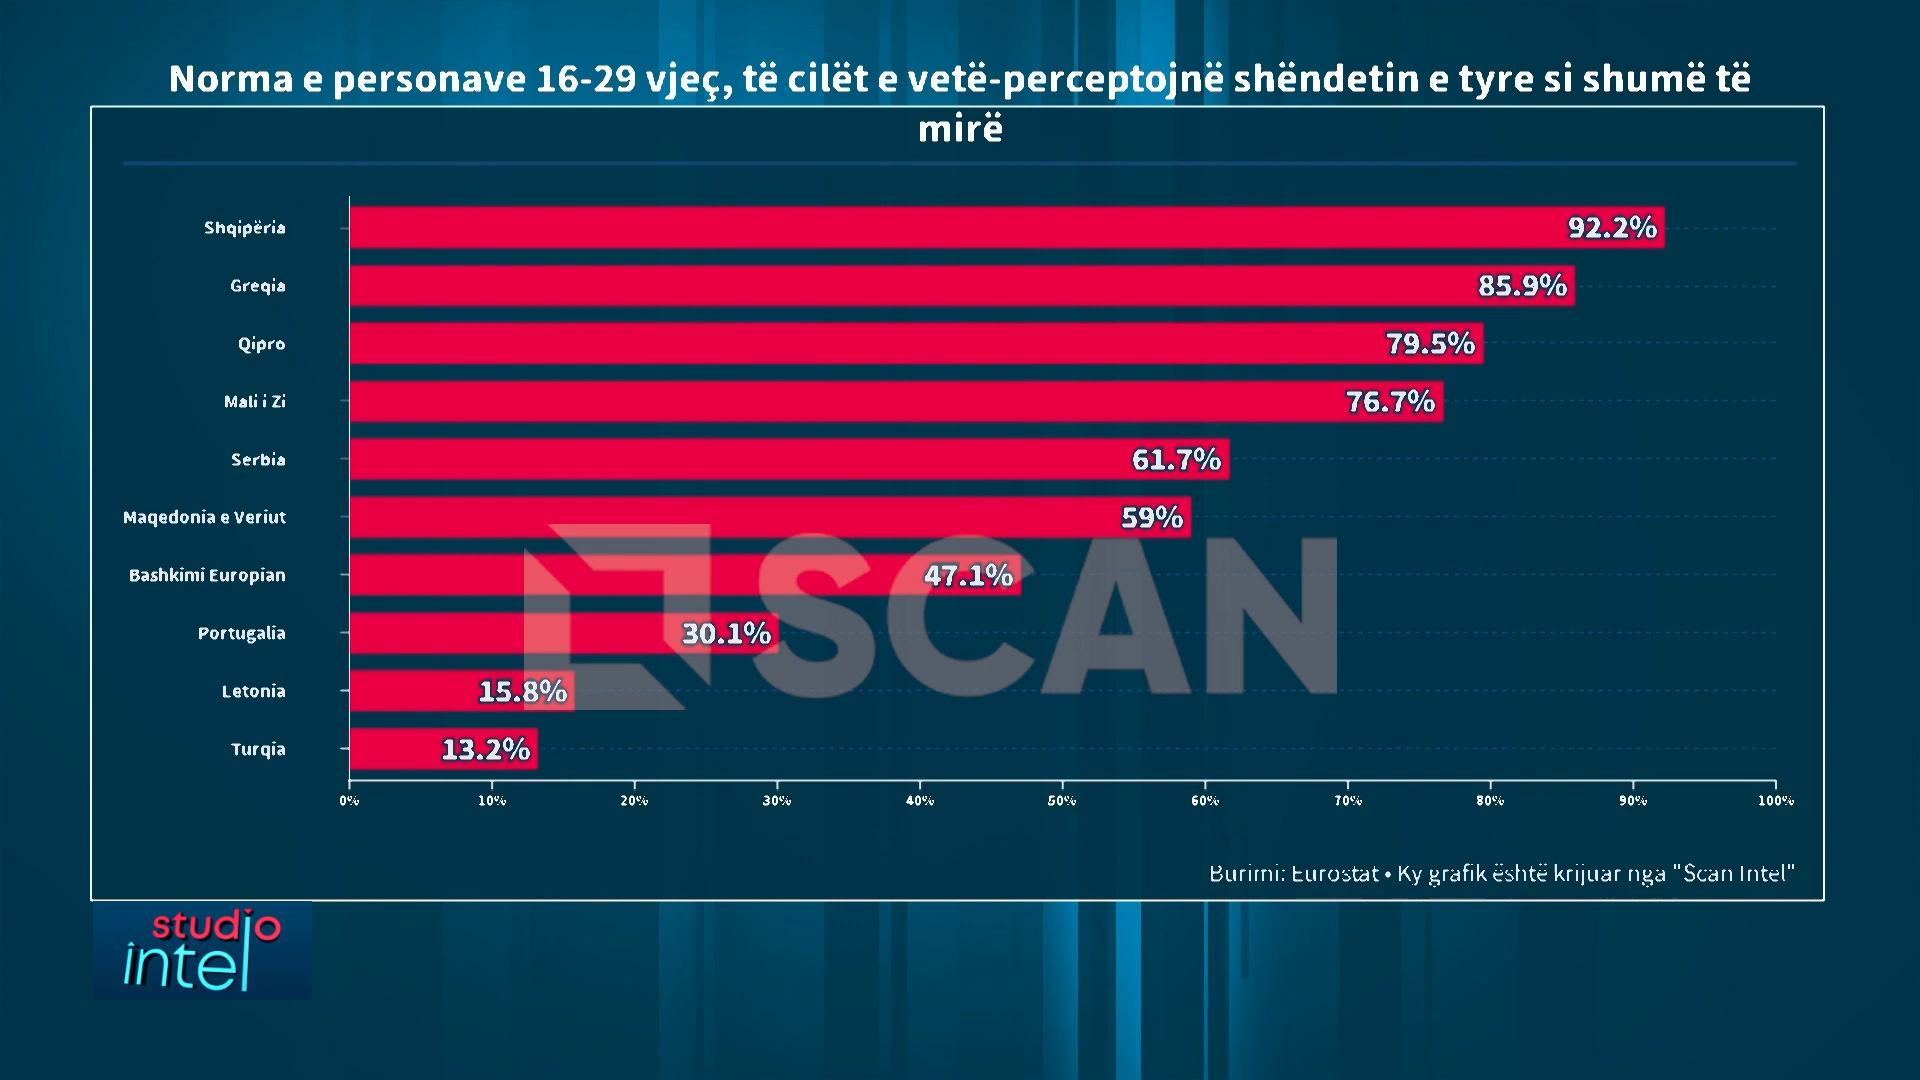 Norma e personave 16-29 vjeç, të cilët e vetë-perceptojnë shëndetin e tyre si shumë të
mirë
Shqipëria 92.2%
Greqia 85.9%
Qipro 79.5%
Mali i Zi 76.7%
Serbia 61.7%
Maqedonia e Veriut 59%
Bashkimi Europian 47.1%
Portugalia 30.1%
Letonia 15.8%
Turqia 13.2%
SCAN
0% 10% 20% 30% 40% 50% 60% 70% 80% 90% 100%
Burimi: Eurostat • Ky grafik është krijuar nga "Scan Intel"
studio
intel